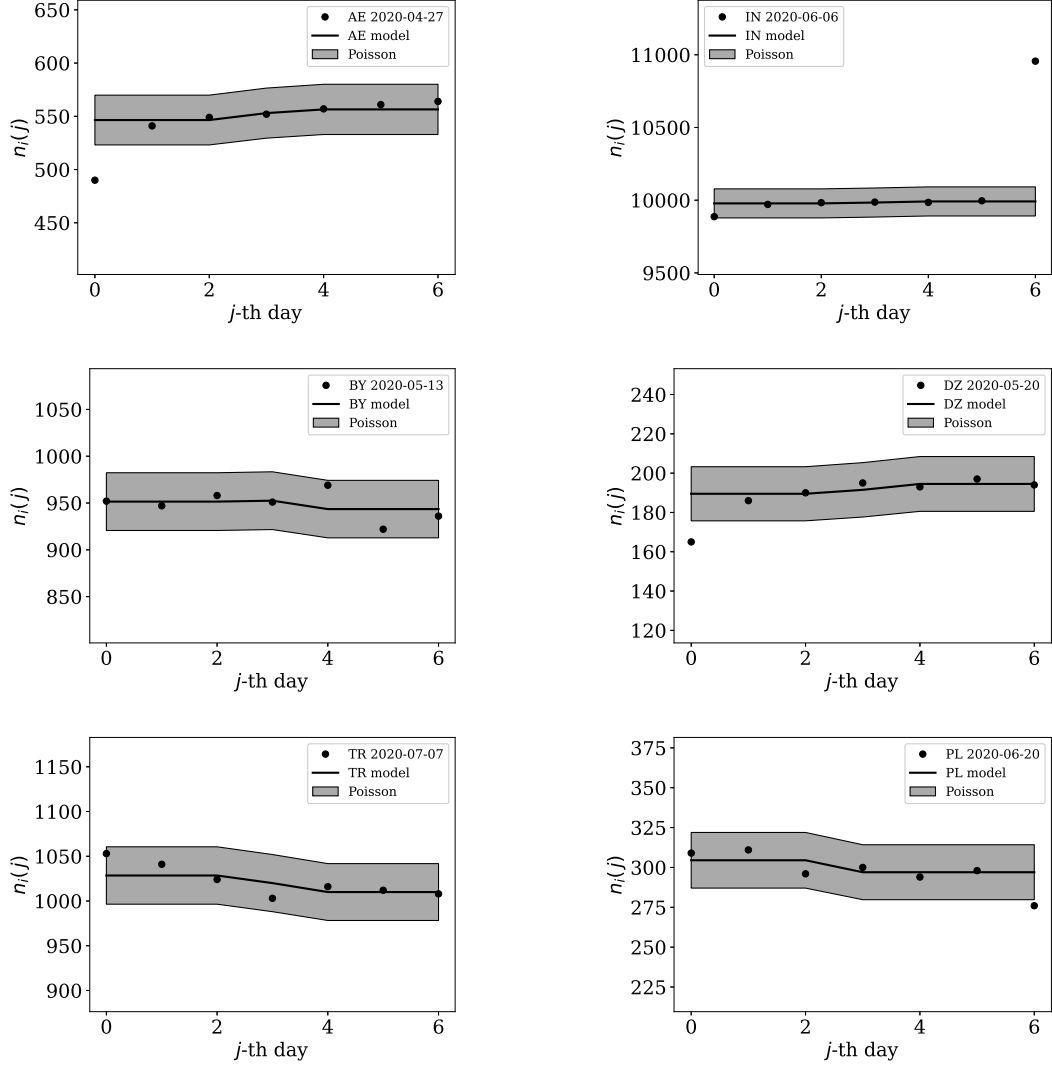 650
600
550
500
450
0 2 4 6
n_i(j)
j-th day
AE 2020-04-27
AE model
Poisson
11000
10500
10000
9500
0 2 4 6
n_i(j)
j-th day
IN 2020-06-06
IN model
Poisson
1050
1000
950
900
850
0 2 4 6
n_i(j)
j-th day
BY 2020-05-13
BY model
Poisson
240
220
200
180
160
140
120
0 2 4 6
n_i(j)
j-th day
DZ 2020-05-20
DZ model
Poisson
1150
1100
1050
1000
950
900
0 2 4 6
n_i(j)
j-th day
TR 2020-07-07
TR model
Poisson
375
350
325
300
275
250
225
0 2 4 6
n_i(j)
j-th day
PL 2020-06-20
PL model
Poisson